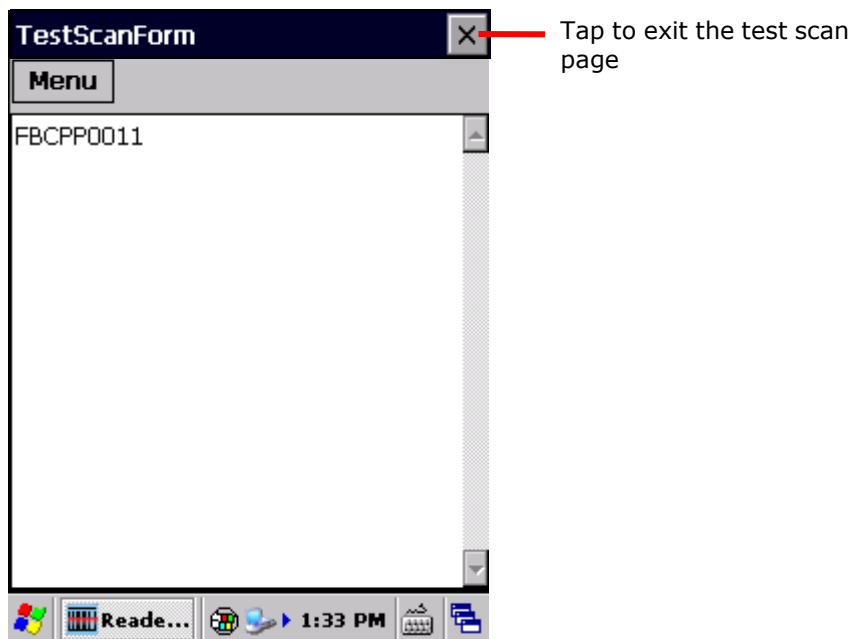 TestScanForm
Tap to exit the test scan
page
Menu
FBCPP0011
Reade...
1:33 PM